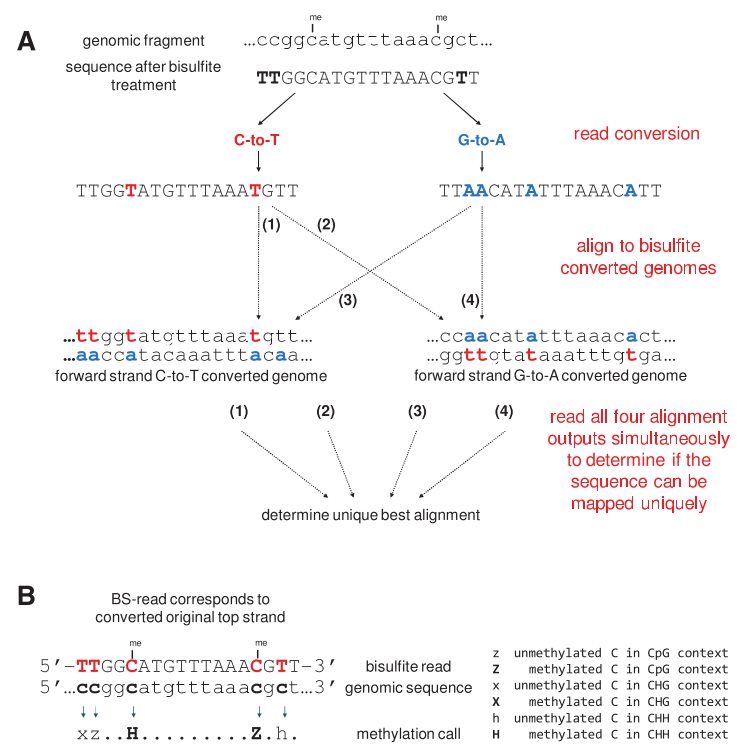 A
me me
genomic fragment …ccggcatgtttaaacgct…
sequence after bisulfite
treatment
TTGGCATGTTTAAACGTT
C-to-T G-to-A read conversion
TTGGTATGTTTAAATGTT TTAACATATTTAAACATT
(1) (2)
align to bisulfite
converted genomes
(3) (4)
…ttggtatgtttaaatgtt… …ccaacatatttaaacact…
…aaccatacaaatttacaa… …ggttgtataaatttgtga…
forward strand C-to-T converted genome forward strand G-to-A converted genome
(1) (2) (3) (4)
read all four alignment
outputs simultaneously
to determine if the
sequence can be
mapped uniquely
determine unique best alignment
B
BS-read corresponds to
converted original top strand
me me
5’-TTGGCATGTTTAAACGTT-3’ bisulfite read
5’…ccggcatgtttaaacgct…3’ genomic sequence
xz..H.........Z.h. methylation call
z unmethylated C in CpG context
Z methylated C in CpG context
x unmethylated C in CHG context
X methylated C in CHG context
h unmethylated C in CHH context
H methylated C in CHH context